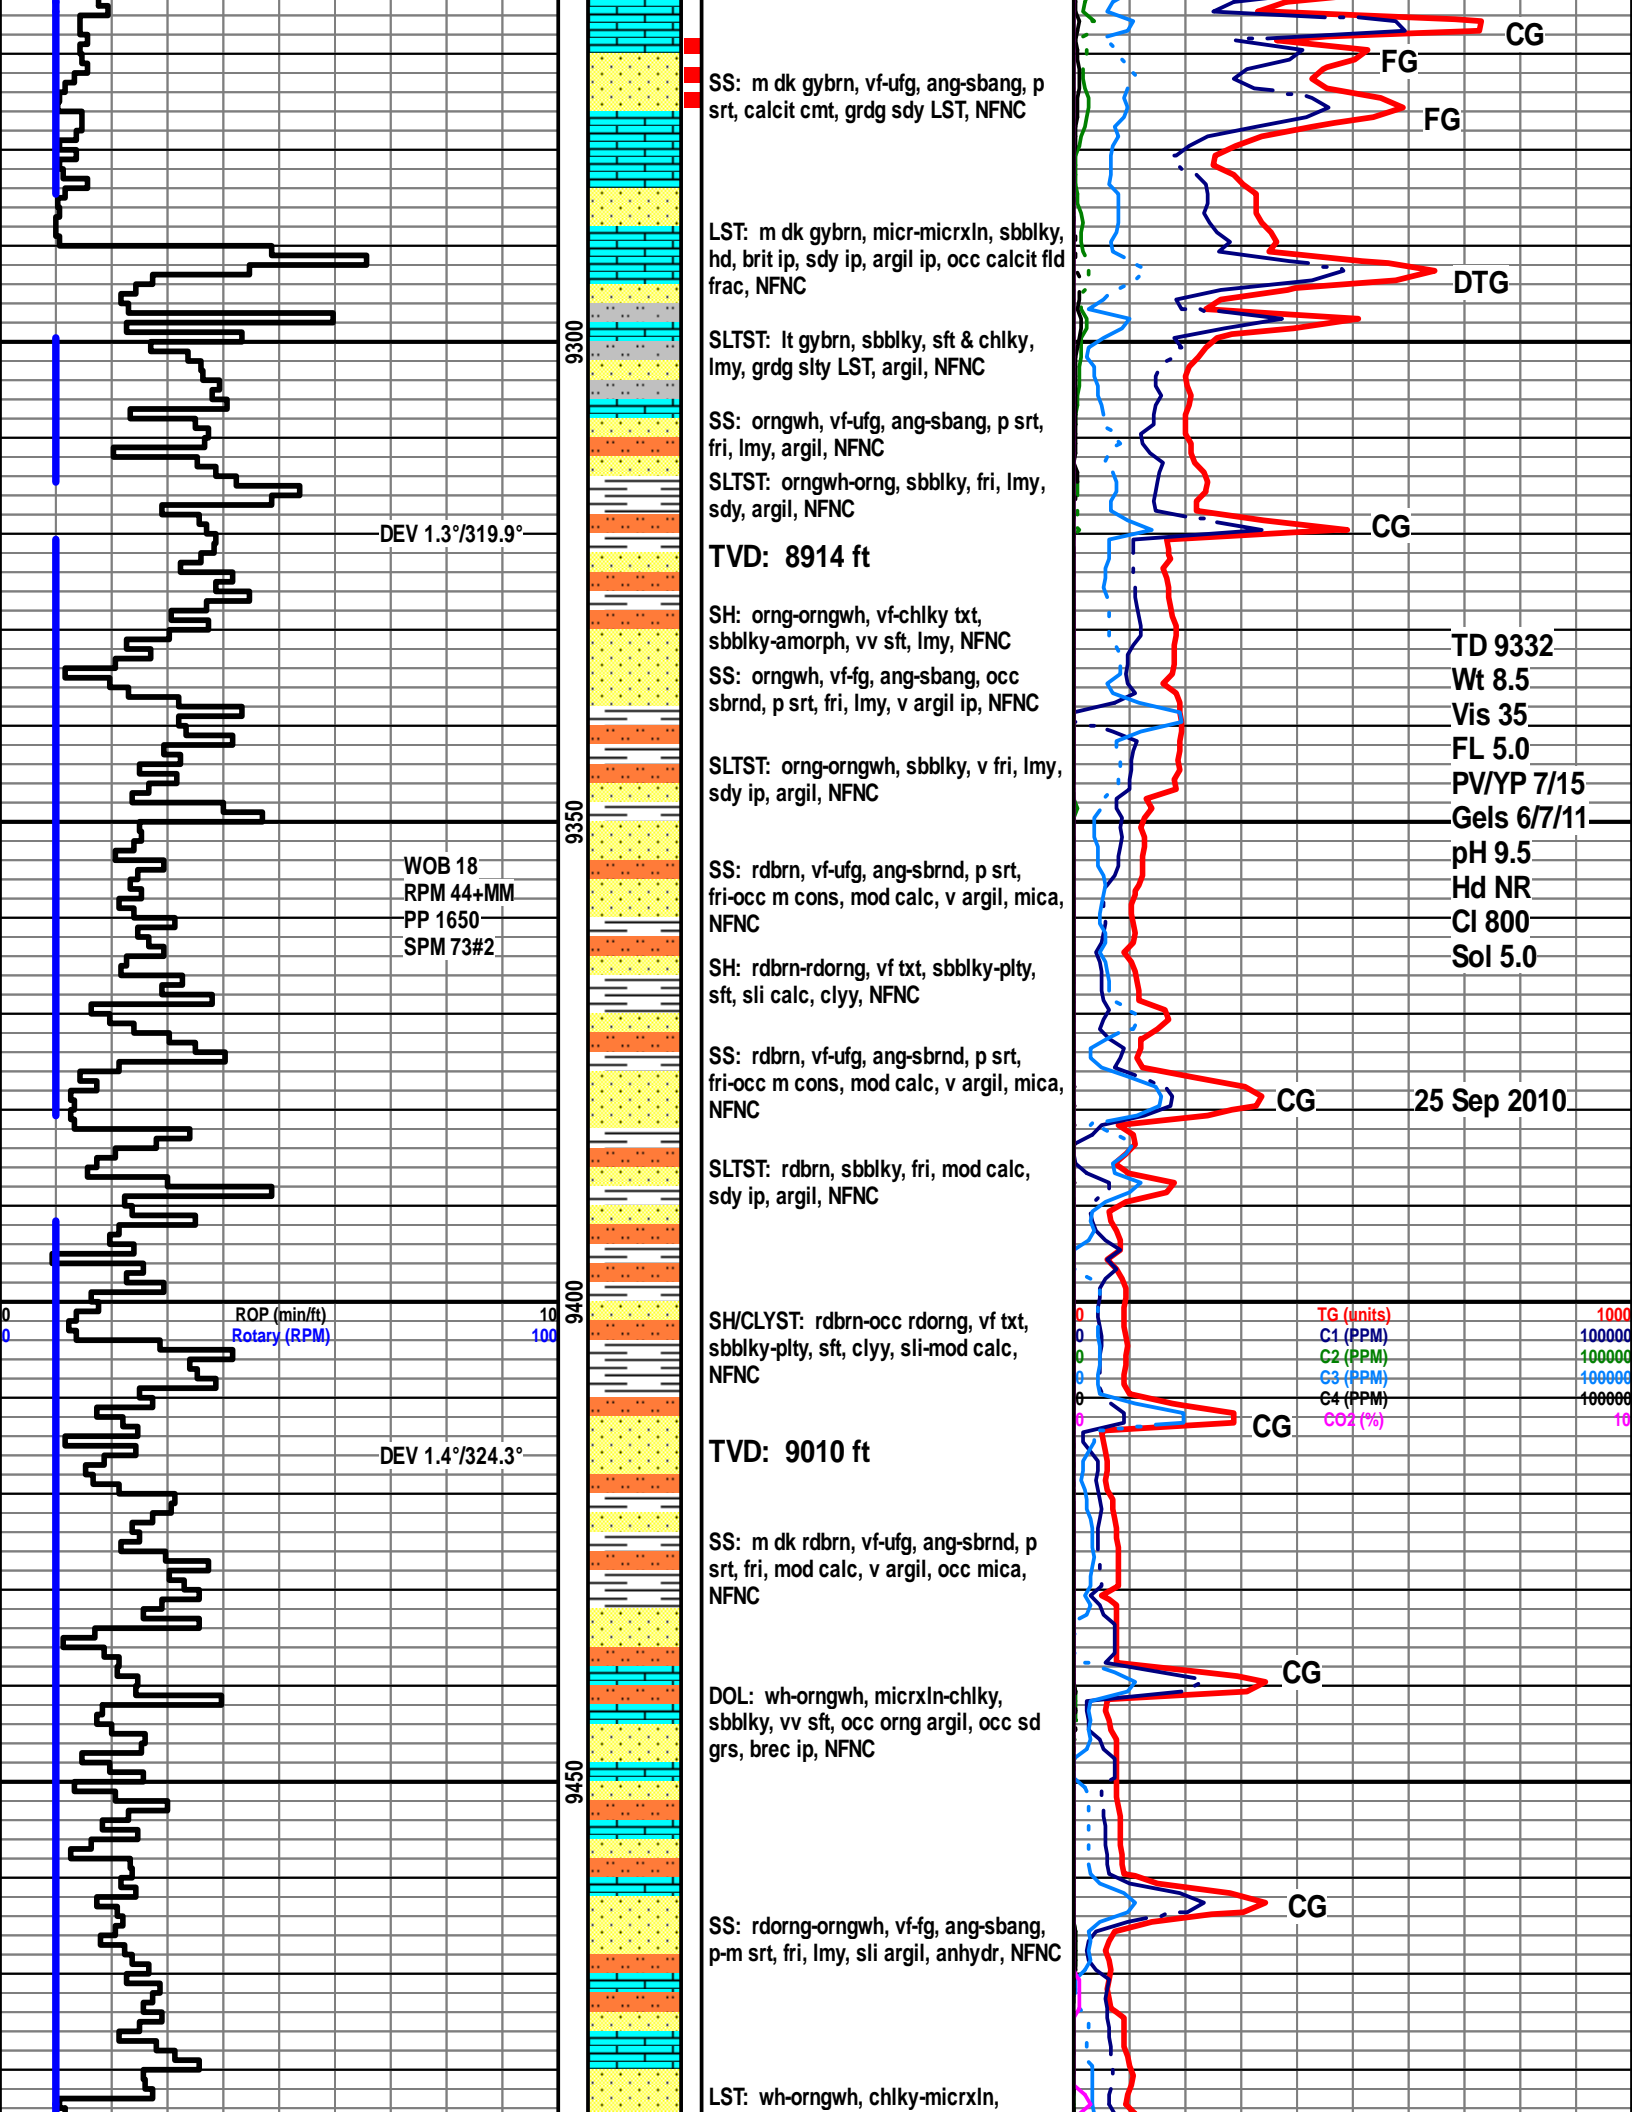 CG
FG
SS: m dk gybrn, vf-ufg, ang-sbang, p
srt, calcit cmt, grdg sdy LST, NFNC
FG
LST: m dk gybrn, micr-micrxln, sbblky,
hd, brit ip, sdy ip, argil ip, occ calcit fld
frac, NFNC
DTG
9300
SLTST: lt gybrn, sbblky, sft & chlky,
lmy, grdg slty LST, argil, NFNC
SS: orngwh, vf-ufg, ang-sbang, p srt,
fri, lmy, argil, NFNC
SLTST: orngwh-orng, sbblky, fri, lmy,
sdy, argil, NFNC
CG
DEV 1.3°/319.9°
TVD: 8914 ft
SH: orng-orngwh, vf-chlky txt,
sbblky-amorph, vv sft, lmy, NFNC
SS: orngwh, vf-fg, ang-sbang, occ
sbrnd, p srt, fri, lmy, v argil ip, NFNC
TD 9332
Wt 8.5
Vis 35
FL 5.0
PV/YP 7/15
Gels 6/7/11
pH 9.5
Hd NR
Cl 800
Sol 5.0
SLTST: orng-orngwh, sbblky, v fri, lmy,
sdy ip, argil, NFNC
9350
WOB 18
RPM 44+MM
PP 1650
SPM 73#2
SS: rdbrn, vf-ufg, ang-sbrnd, p srt,
fri-occ m cons, mod calc, v argil, mica,
NFNC
SH: rdbrn-rdorng, vf txt, sbblky-plty,
sft, sli calc, clyy, NFNC
SS: rdbrn, vf-ufg, ang-sbrnd, p srt,
fri-occ m cons, mod calc, v argil, mica,
NFNC
CG
25 Sep 2010
SLTST: rdbrn, sbblky, fri, mod calc,
sdy ip, argil, NFNC
9400
0 ROP (min/ft) 10
0 Rotary (RPM) 100
SH/CLYST: rdbrn-occ rdorng, vf txt,
sbblky-plty, sft, clyy, sli-mod calc,
NFNC
0 TG (units) 1000
0 C1 (PPM) 100000
0 C2 (PPM) 100000
0 C3 (PPM) 100000
0 C4 (PPM) 100000
0 CO2 (%) 10
CG
DEV 1.4°/324.3°
TVD: 9010 ft
SS: m dk rdbrn, vf-ufg, ang-sbrnd, p
srt, fri, mod calc, v argil, occ mica,
NFNC
CG
DOL: wh-orngwh, micrxln-chlky,
sbblky, vv sft, occ orng argil, occ sd
grs, brec ip, NFNC
9450
CG
SS: rdorng-orngwh, vf-fg, ang-sbang,
p-m srt, fri, lmy, sli argil, anhydr, NFNC
LST: wh-orngwh, chlky-micrxln,